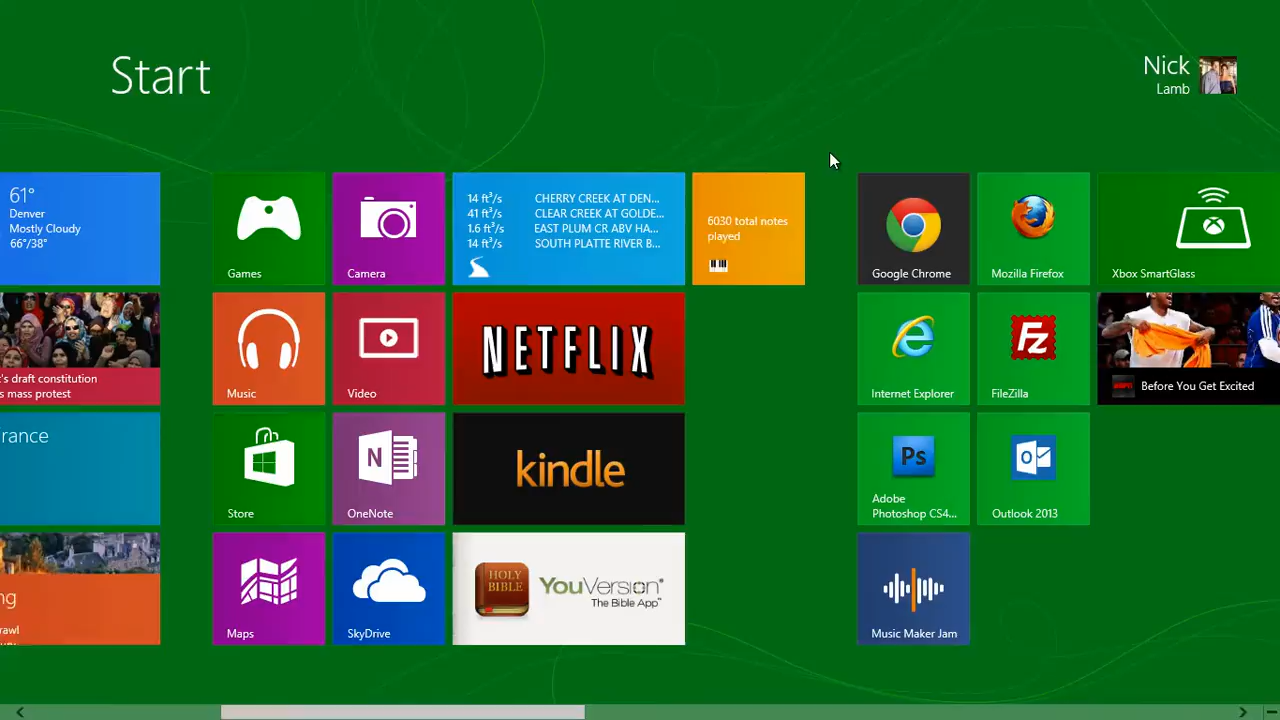 Start
Nick
Lamb
61°
Denver
Mostly Cloudy
66°/38°
's draft constitution
s mass protest
rance
ng
rawl
Games
Camera
14 ft³/s CHERRY CREEK AT DEN...
41 ft³/s CLEAR CREEK AT GOLDE...
1.6 ft³/s EAST PLUM CR ABV HA...
14 ft³/s SOUTH PLATTE RIVER B...
6030 total notes
played
Music
Video
NETFLIX
Store
N
OneNote
kindle
Maps
SkyDrive
HOLY
BIBLE
YouVersion®
The Bible App™
Google Chrome
Mozilla Firefox
Xbox SmartGlass
Internet Explorer
Fz
FileZilla
ESPN
Before You Get Excited
Ps
Adobe
Photoshop CS4...
O
Outlook 2013
Music Maker Jam